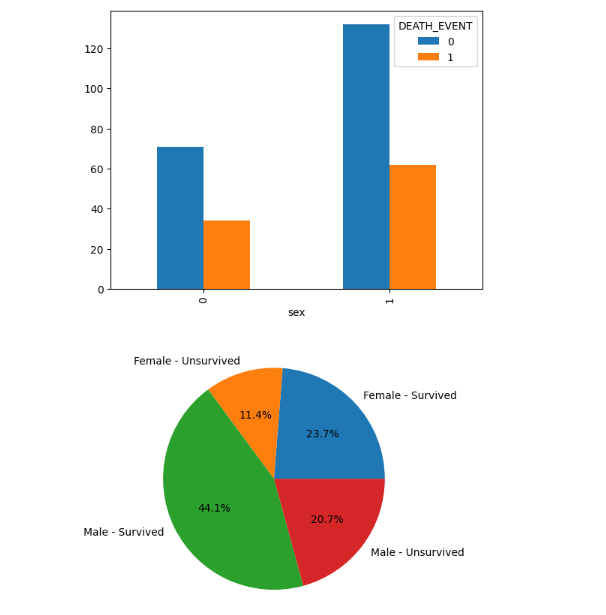 DEATH_EVENT
0
1
120
100
80
60
40
20
0
0
1
sex
Female - Unsurvived
Female - Survived
11.4%
23.7%
44.1%
20.7%
Male - Survived
Male - Unsurvived